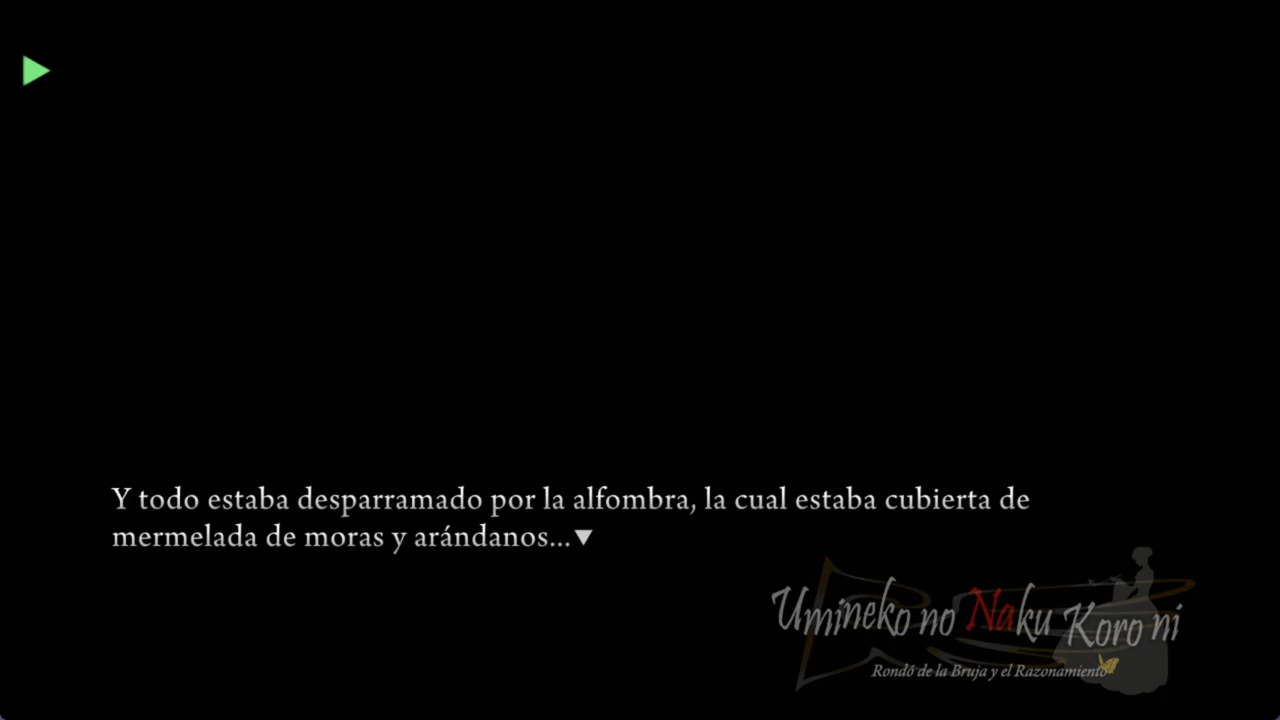 Y todo estaba desparramado por la alfombra, la cual estaba cubierta de
mermelada de moras y arándanos...▼
Umineko no Naku Koro ni
Rondó de la Bruja y el Razonamiento